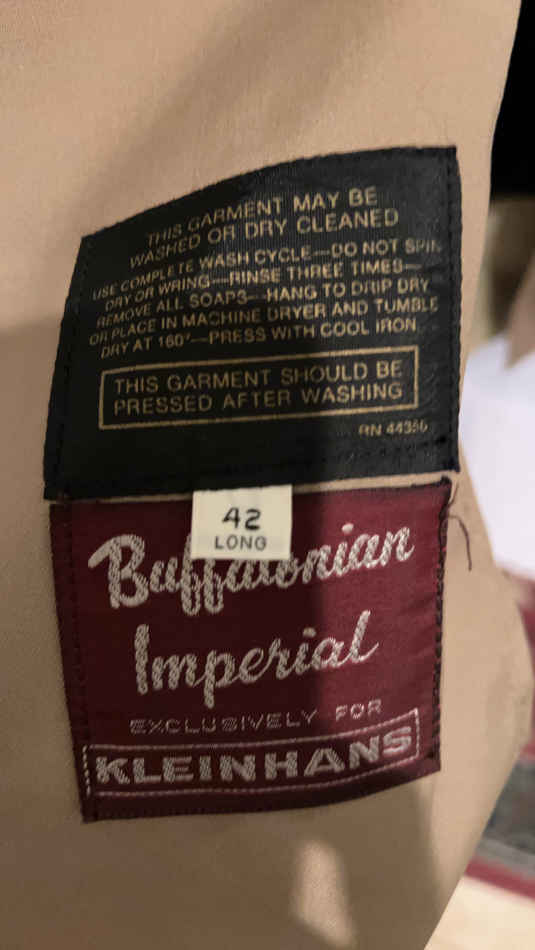 THIS GARMENT MAY BE
WASHED OR DRY CLEANED
USE COMPLETE WASH CYCLE—DO NOT SPIN
DRY OR WRING—RINSE THREE TIMES—
REMOVE ALL SOAPS—HANG TO DRIP DRY
OR PLACE IN MACHINE DRYER AND TUMBLE
DRY AT 160°—PRESS WITH COOL IRON
THIS GARMENT SHOULD BE
PRESSED AFTER WASHING
RN 44356
42
LONG
Buffalonian
Imperial
EXCLUSIVELY FOR
KLEINHANS